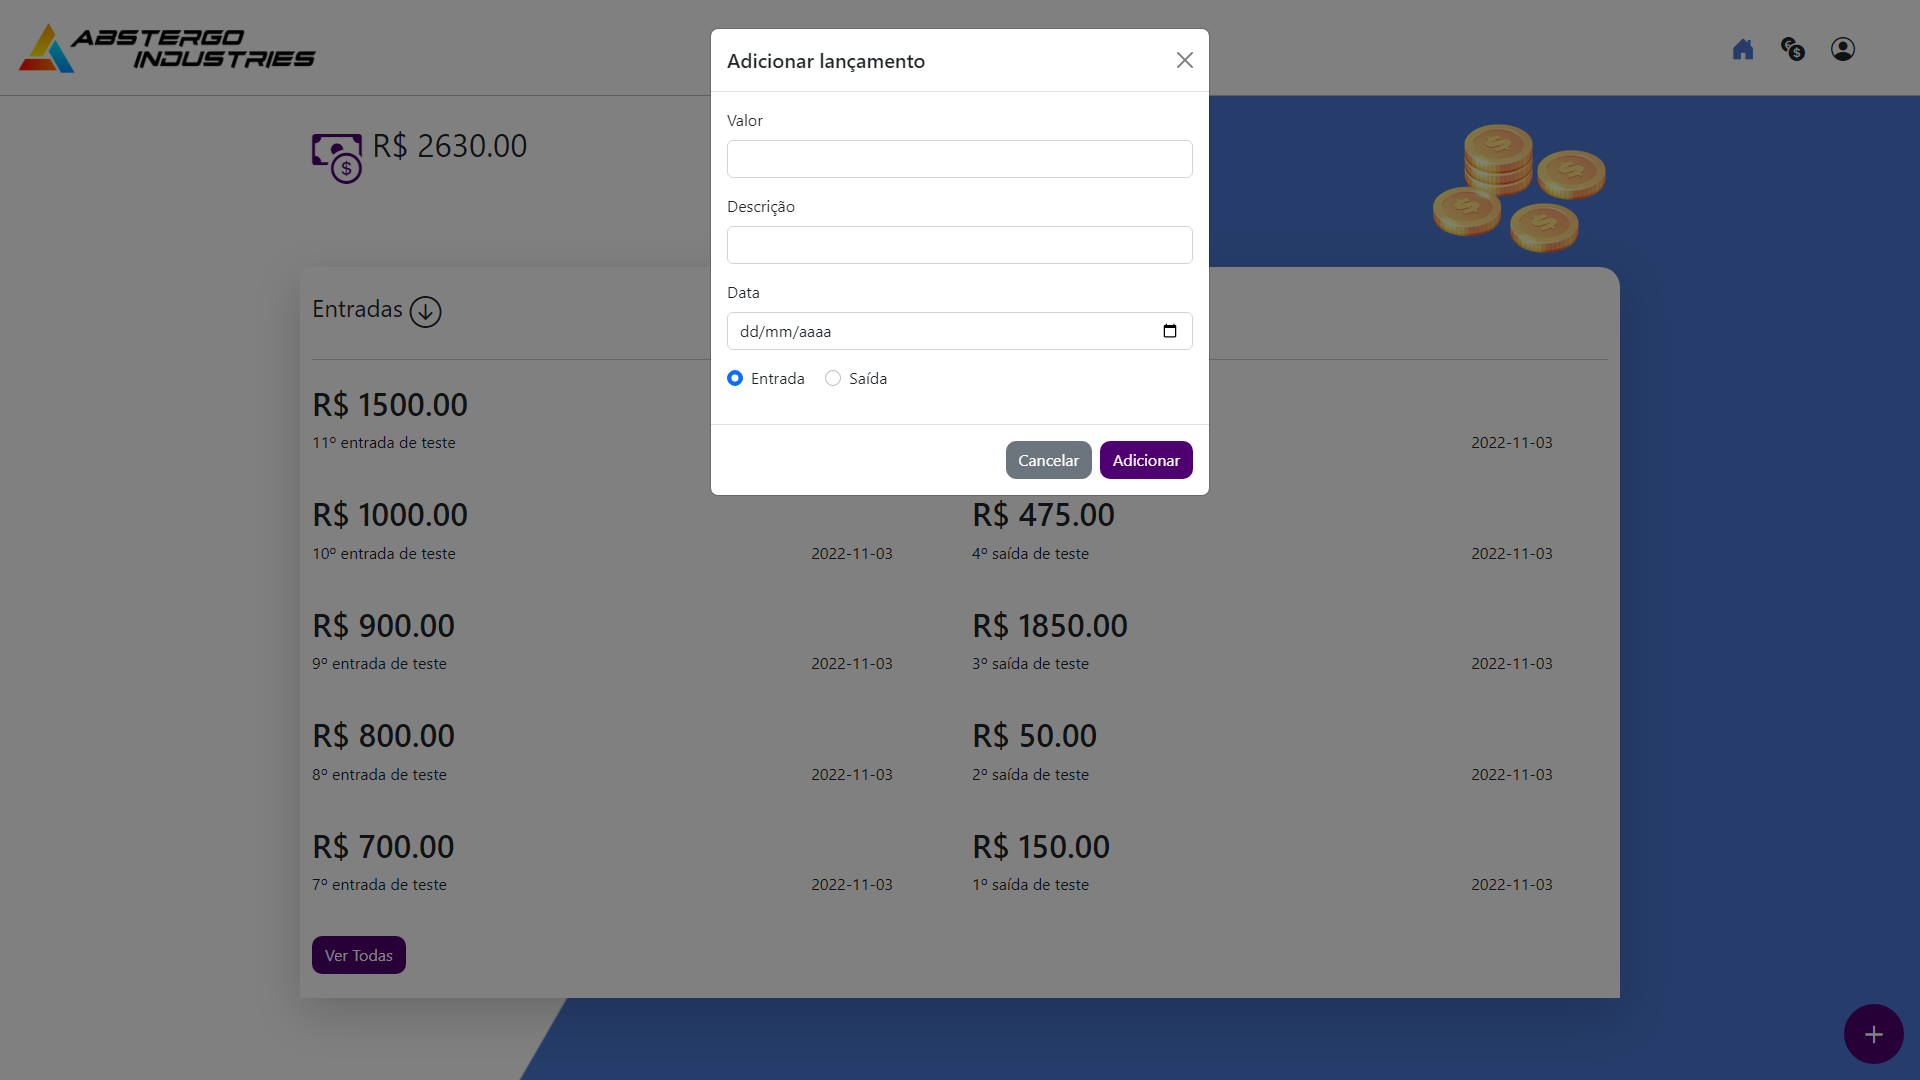 ABSTERGO
INDUSTRIES
R$ 2630.00
Adicionar lançamento
Valor
Descrição
Data
dd/mm/aaaa
Entrada
Saída
Cancelar
Adicionar
Entradas
R$ 1500.00
11º entrada de teste
2022-11-03
R$ 1000.00
10º entrada de teste
2022-11-03
R$ 475.00
4º saída de teste
2022-11-03
R$ 900.00
9º entrada de teste
2022-11-03
R$ 1850.00
3º saída de teste
2022-11-03
R$ 800.00
8º entrada de teste
2022-11-03
R$ 50.00
2º saída de teste
2022-11-03
R$ 700.00
7º entrada de teste
2022-11-03
R$ 150.00
1º saída de teste
2022-11-03
Ver Todas